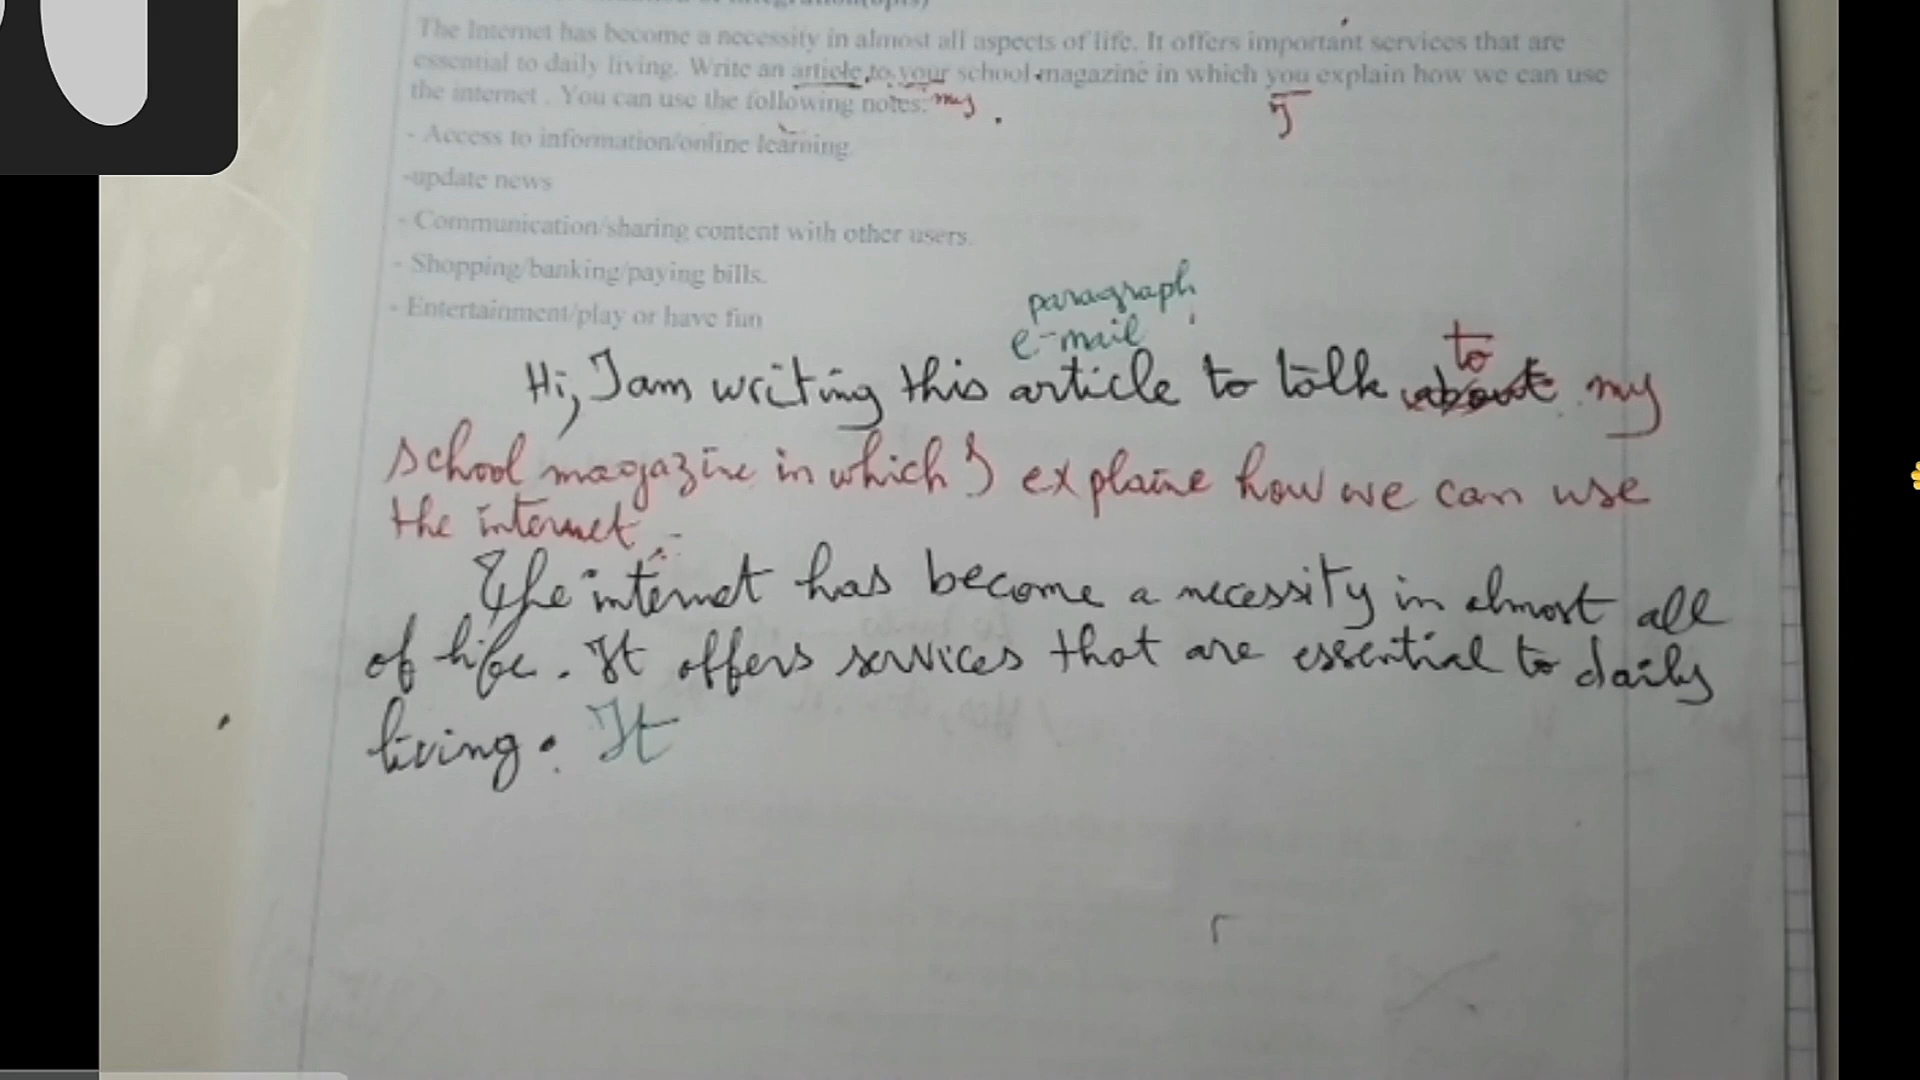 The Internet has become a necessity in almost all aspects of life. It offers important services that are
essential to daily living. Write an article to your school magazine in which you explain how we can use
the internet . You can use the following notes: my
I
- Access to information/online learning.
-update news
- Communication/sharing content with other users.
- Shopping/banking/paying bills.
- Entertainment/play or have fun
paragraph
e-mail
Hi, I am writing this article to talk about to my
school magazine in which I explaine how we can use
the internet.
The internet has become a necessity in almost all
of life. It offers services that are essential to daily
living. It